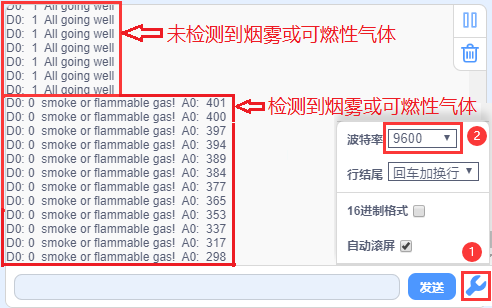 D0: 1 All going well
D0: 1 All going well
D0: 1 All going well
D0: 1 All going well
D0: 1 All going well
D0: 1 All going well
D0: 1 All going well
未检测到烟雾或可燃性气体
D0: 0 smoke or flammable gas! A0: 401
D0: 0 smoke or flammable gas! A0: 400
D0: 0 smoke or flammable gas! A0: 397
D0: 0 smoke or flammable gas! A0: 394
D0: 0 smoke or flammable gas! A0: 389
D0: 0 smoke or flammable gas! A0: 384
D0: 0 smoke or flammable gas! A0: 377
D0: 0 smoke or flammable gas! A0: 365
D0: 0 smoke or flammable gas! A0: 353
D0: 0 smoke or flammable gas! A0: 337
D0: 0 smoke or flammable gas! A0: 317
D0: 0 smoke or flammable gas! A0: 298
检测到烟雾或可燃性气体
波特率 9600
2
行结尾 回车加换行
16进制格式
自动滚屏
1
发送